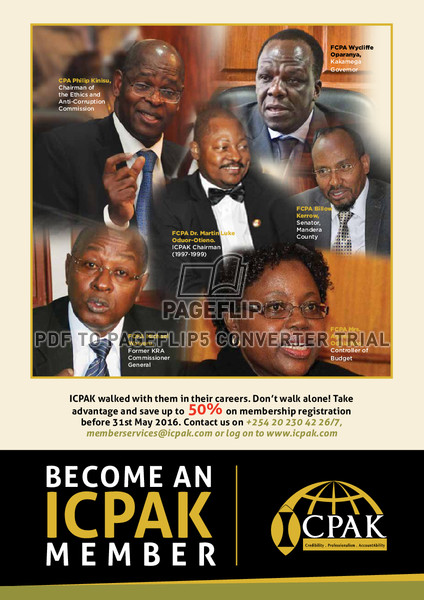 CPA Philip Kinisu,
Chairman of
the Ethics and
Anti-Corruption
Commission
FCPA Wycliffe
Oparanya,
Kakamega
Governor
FCPA Billow
Kerrow,
Senator,
Mandera
County
FCPA Dr. Martin Luke
Oduor-Otieno,
ICPAK Chairman
(1997-1999)
FCPA
Former KRA
Commissioner
General
FCPA Mrs.
Controller of
Budget
PAGEFLIP
PDF TO PAGEFLIP5 CONVERTER TRIAL
ICPAK walked with them in their careers. Don't walk alone! Take
advantage and save up to 50% on membership registration
before 31st May 2016. Contact us on +254 20 230 42 26/7,
memberservices@icpak.com or log on to www.icpak.com
BECOME AN
ICPAK
MEMBER
ICPAK
Credibility . Professionalism . Accountability